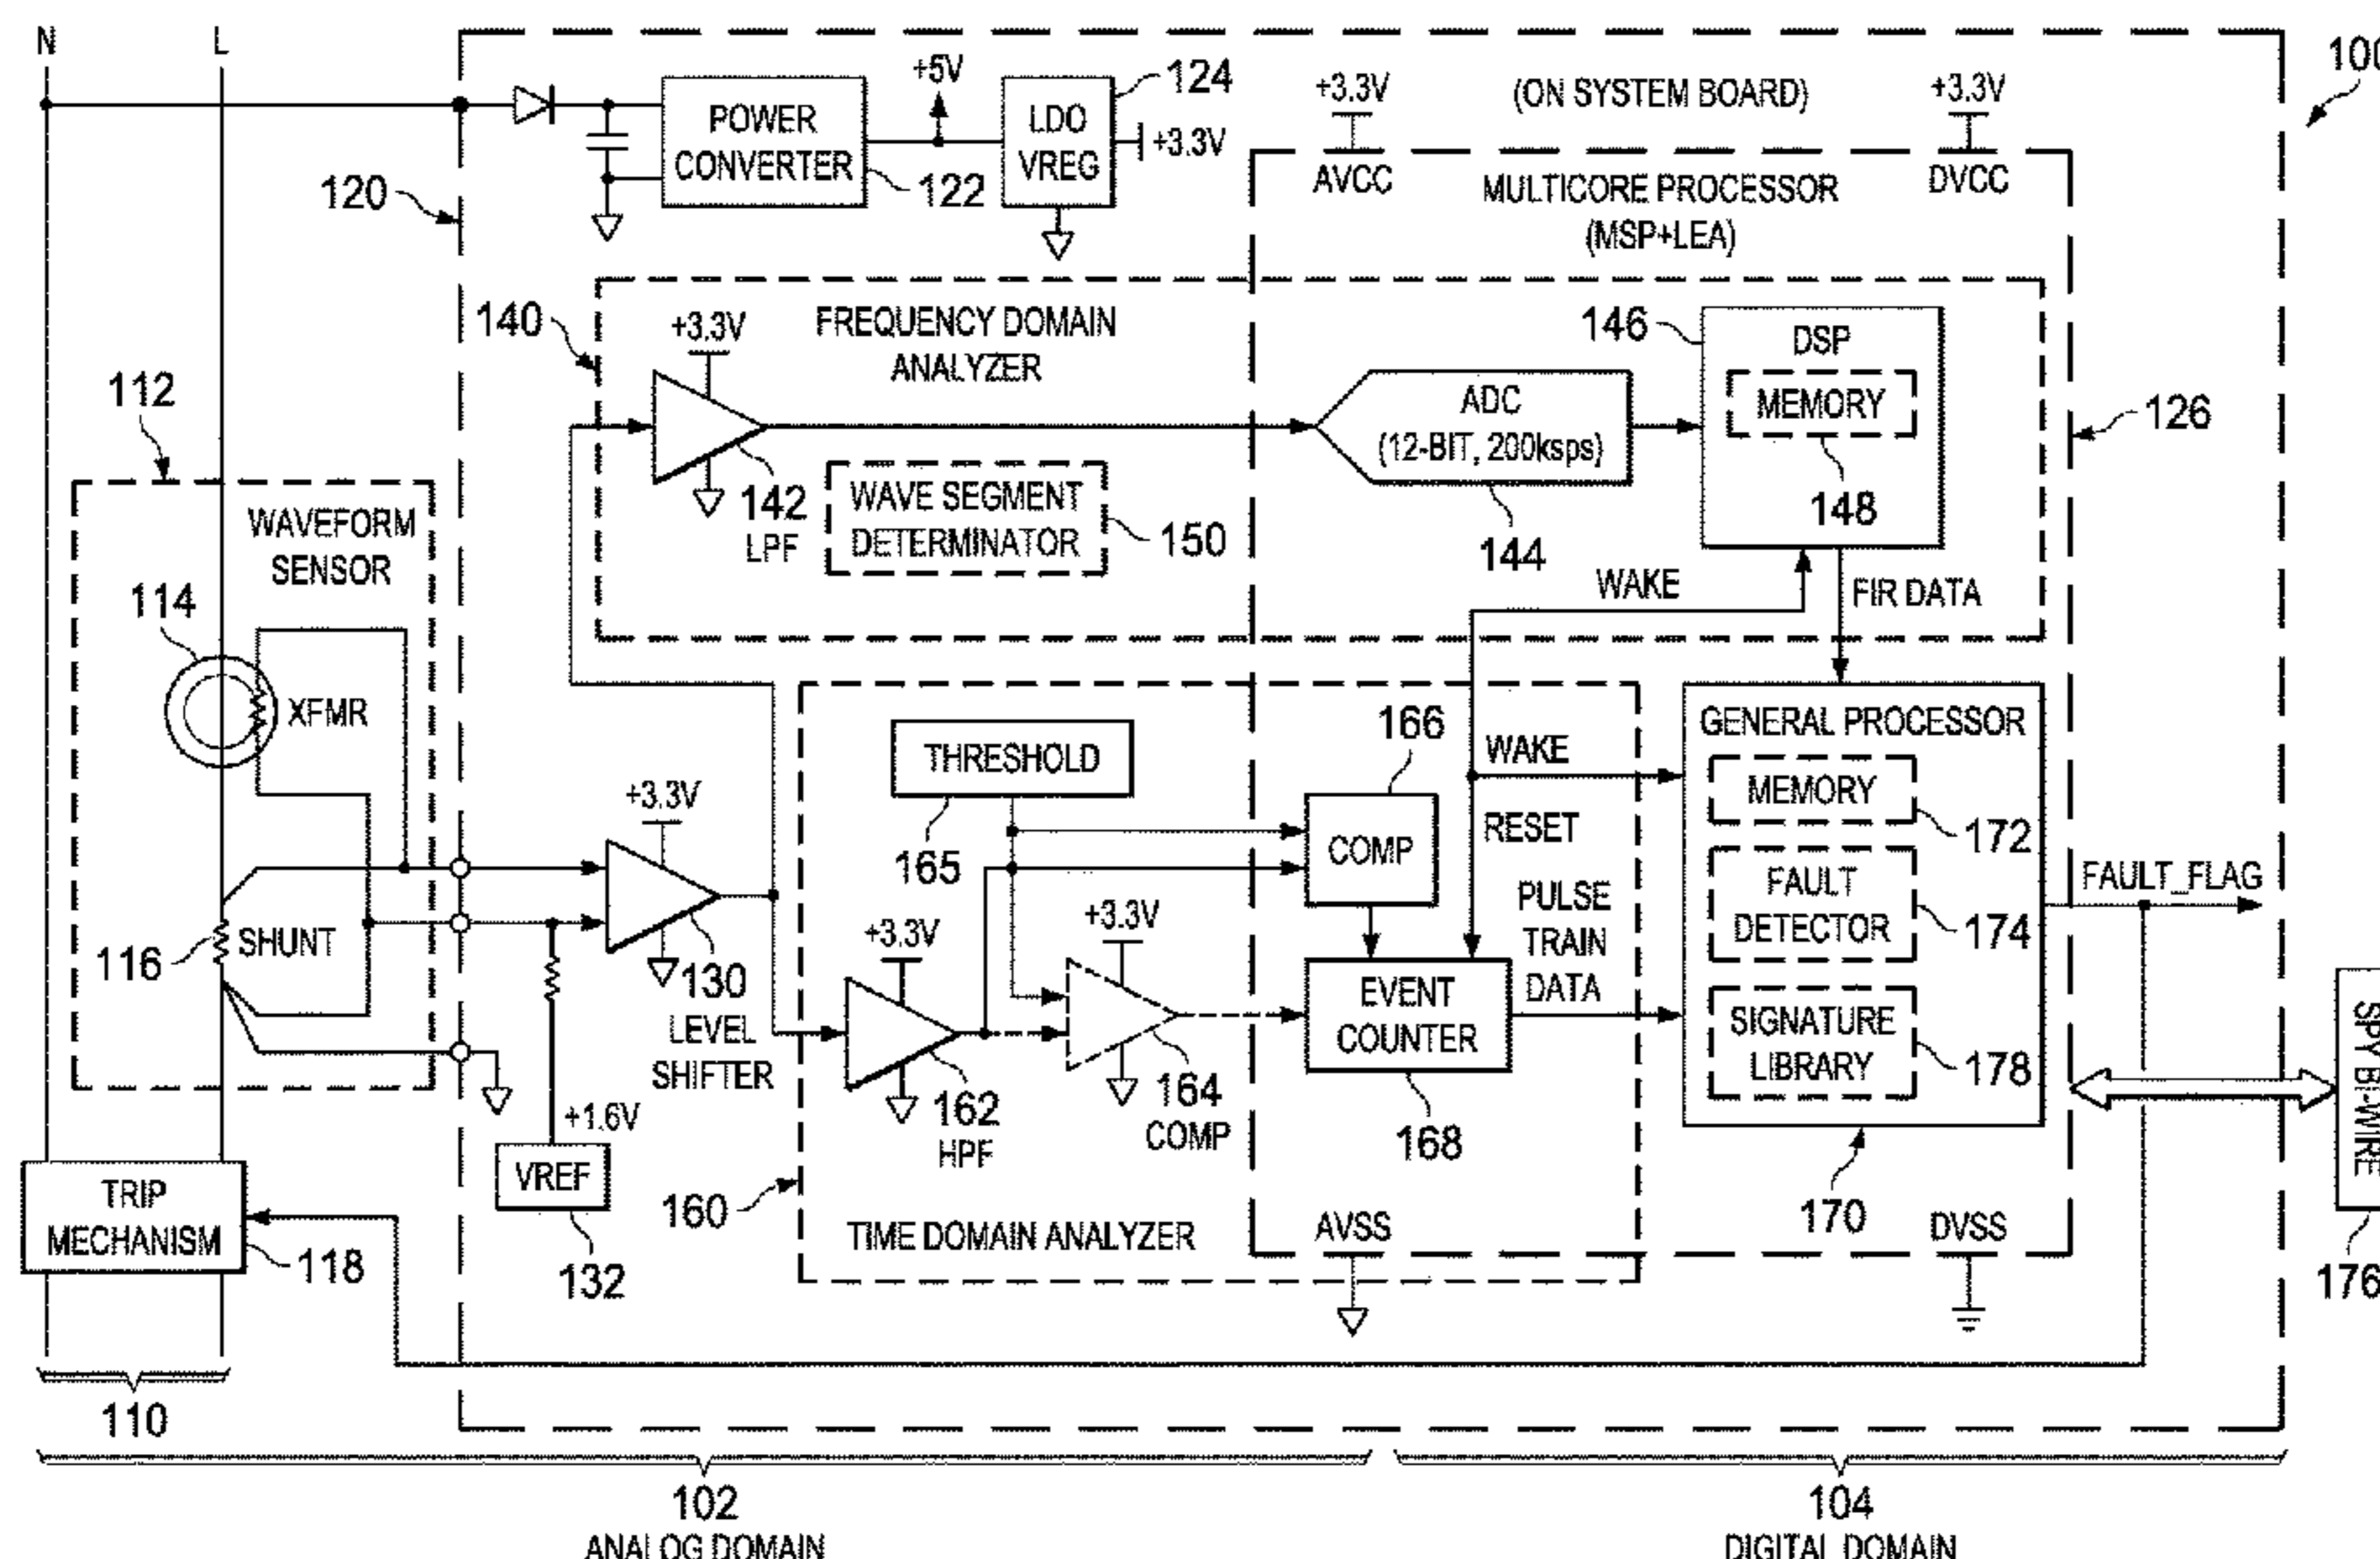 N
L
+5V
124
POWER
CONVERTER
LDO
VREG
+3.3V
122
120
+3.3V
(ON SYSTEM BOARD)
+3.3V
AVCC
MULTICORE PROCESSOR
(MSP+LEA)
DVCC
140
+3.3V
FREQUENCY DOMAIN
ANALYZER
142
LPF
WAVE SEGMENT
DETERMINATOR
150
ADC
(12-BIT, 200ksps)
144
146
DSP
MEMORY
148
126
WAKE
FIR DATA
112
WAVEFORM
SENSOR
114
XFMR
116
SHUNT
+3.3V
130
LEVEL
SHIFTER
+1.6V
VREF
132
THRESHOLD
165
166
COMP
WAKE
RESET
PULSE
TRAIN
DATA
+3.3V
162
HPF
+3.3V
164
COMP
EVENT
COUNTER
168
160
TIME DOMAIN ANALYZER
AVSS
DVSS
GENERAL PROCESSOR
MEMORY
172
FAULT
DETECTOR
174
SIGNATURE
LIBRARY
178
170
FAULT_FLAG
SPY BI-WIRE
176
TRIP
MECHANISM
118
110
102
ANALOG DOMAIN
104
DIGITAL DOMAIN